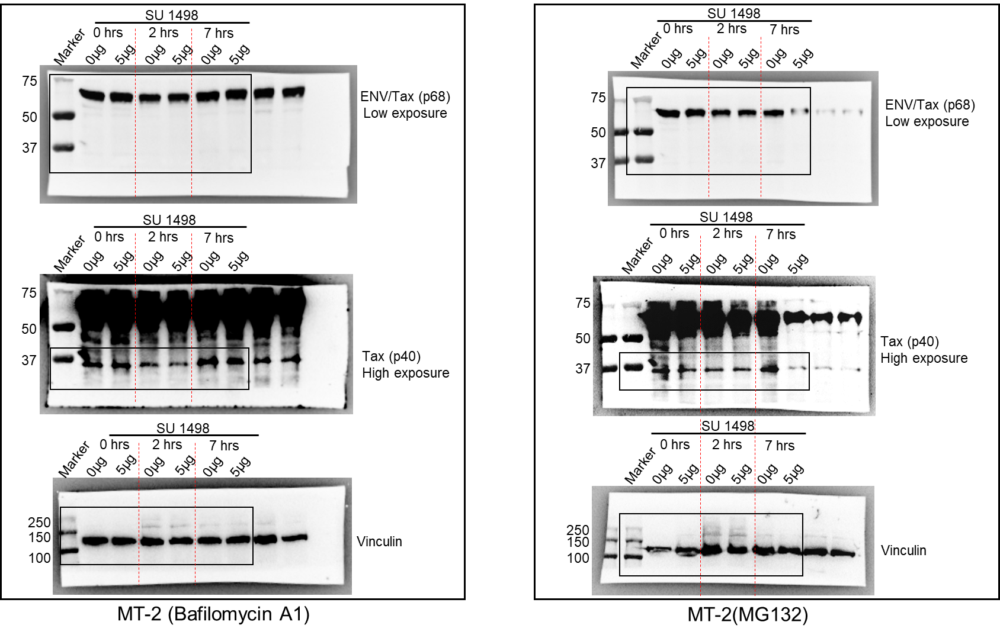 SU 1498
0 hrs 2 hrs 7 hrs
Marker 0µg 5µg 0µg 5µg 0µg 5µg
75
50
37
ENV/Tax (p68)
Low exposure
SU 1498
0 hrs 2 hrs 7 hrs
Marker 0µg 5µg 0µg 5µg 0µg 5µg
75
50
37
Tax (p40)
High exposure
SU 1498
0 hrs 2 hrs 7 hrs
Marker 0µg 5µg 0µg 5µg 0µg 5µg
250
150
100
Vinculin
MT-2 (Bafilomycin A1)
SU 1498
0 hrs 2 hrs 7 hrs
Marker 0µg 5µg 0µg 5µg 0µg 5µg
75
50
37
ENV/Tax (p68)
Low exposure
SU 1498
0 hrs 2 hrs 7 hrs
Marker 0µg 5µg 0µg 5µg 0µg 5µg
75
50
37
Tax (p40)
High exposure
SU 1498
0 hrs 2 hrs 7 hrs
Marker 0µg 5µg 0µg 5µg 0µg 5µg
250
150
100
Vinculin
MT-2(MG132)